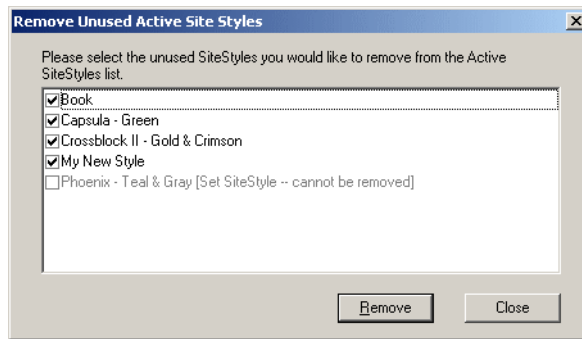 Remove Unused Active Site Styles
Please select the unused SiteStyles you would like to remove from the Active
SiteStyles list.
Book
Capsula - Green
Crossblock II - Gold & Crimson
My New Style
Phoenix - Teal & Gray [Set SiteStyle -- cannot be removed]
Remove
Close